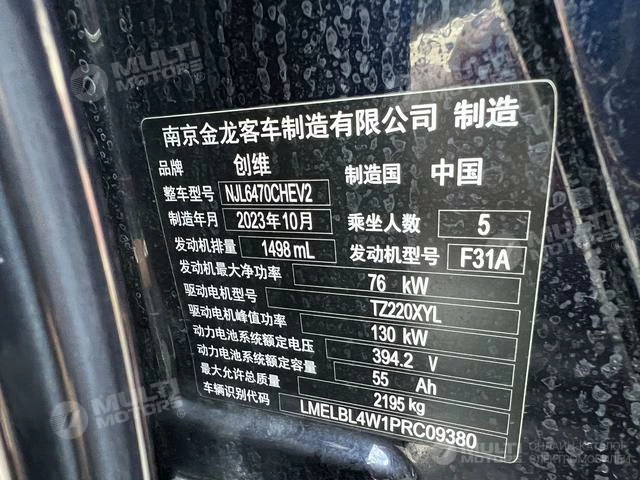 南京金龙客车制造有限公司 制造
品牌 创维 制造国 中国
整车型号 NJL6470CHEV2
制造年月 2023年10月 乘坐人数 5
发动机排量 1498 mL 发动机型号 F31A
发动机最大净功率 76 kW
驱动电机型号 TZ220XYL
驱动电机峰值功率 130 kW
动力电池系统额定电压 394.2 V
动力电池系统额定容量 55 Ah
最大允许总质量 2195 kg
车辆识别代码 LMELBL4W1PRC09380
MULTI MOTORS
MULTI MOTORS
MULTI MOTORS
MULTI MOTORS ОНЛАЙН-КАТАЛОГ ЭЛЕКТРОМОБИЛЕЙ